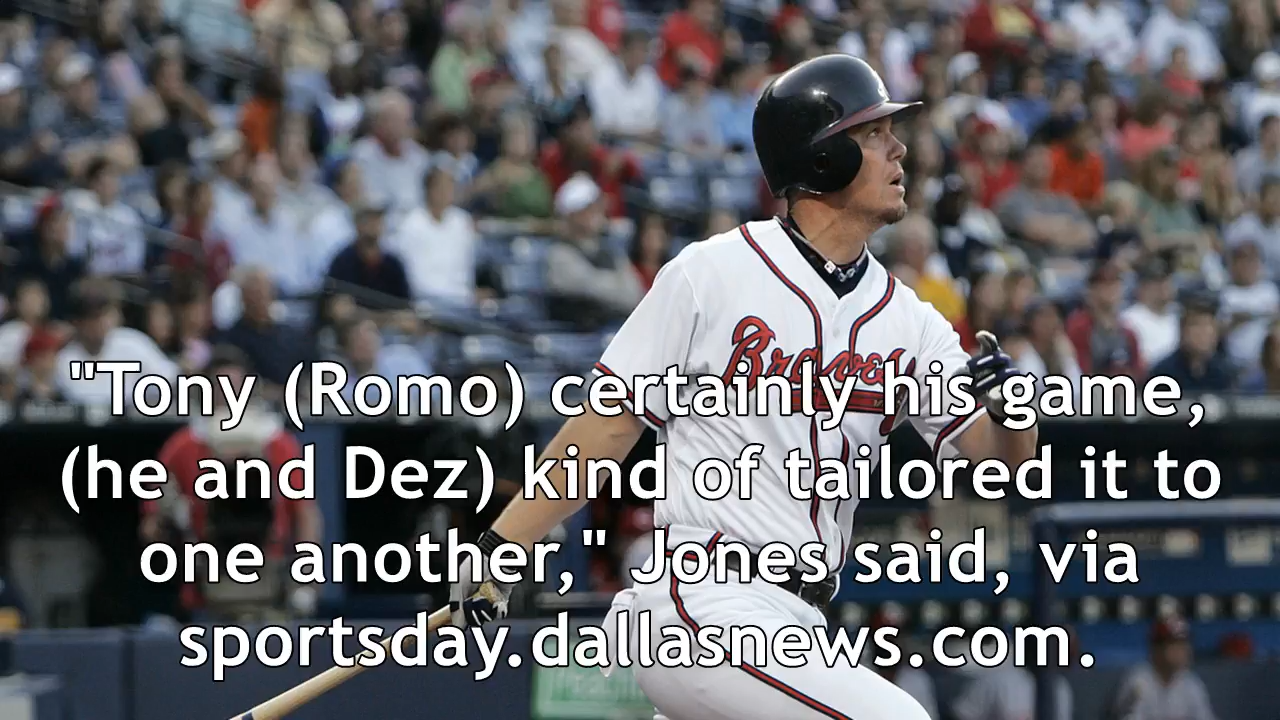 Braves
"Tony (Romo) certainly his game,
(he and Dez) kind of tailored it to
one another," Jones said, via
sportsday.dallasnews.com.